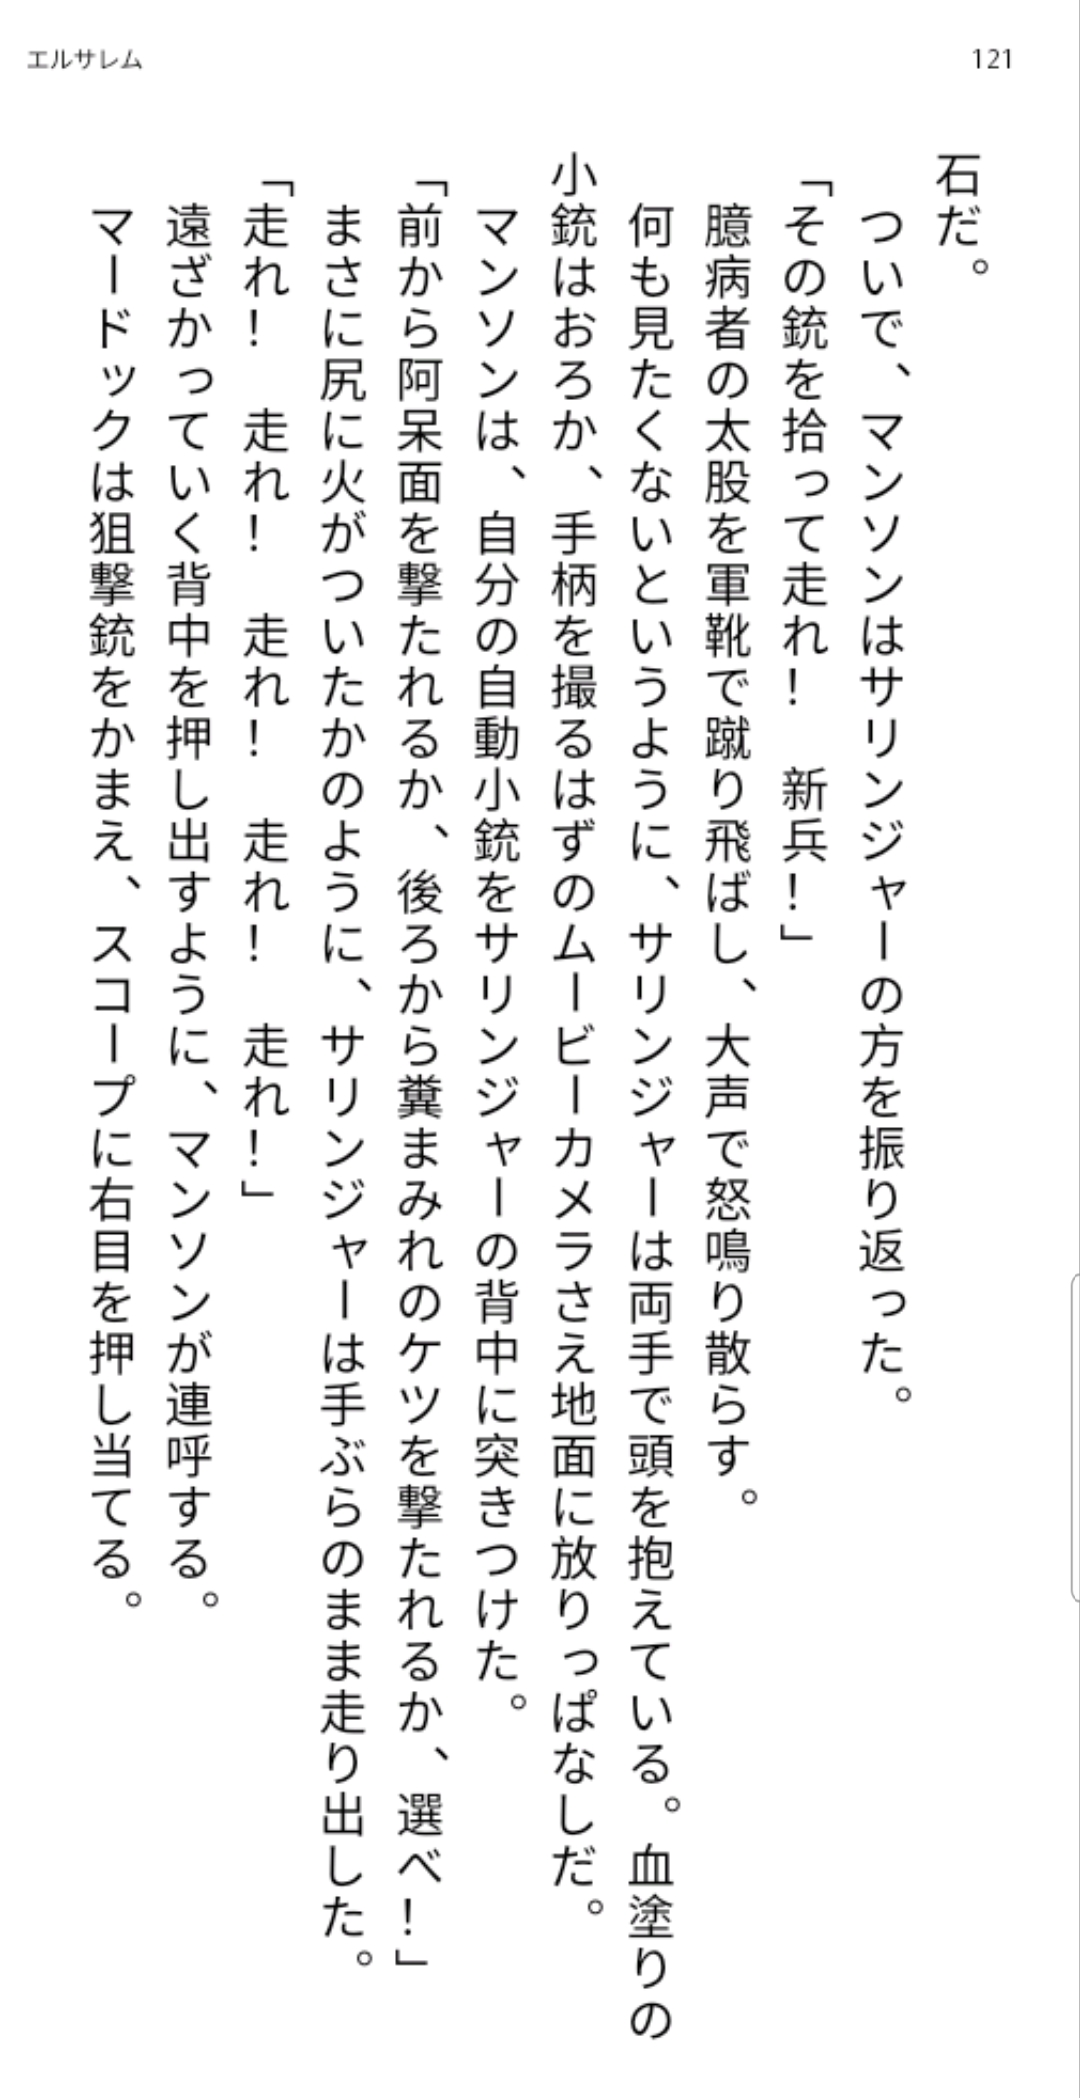 エルサレム
121
石だ。
　ついで、マンソンはサリンジャーの方を振り返った。
「その銃を拾って走れ！　新兵！」
　臆病者の太股を軍靴で蹴り飛ばし、大声で怒鳴り散らす。
　何も見たくないというように、サリンジャーは両手で頭を抱えている。血塗りの
小銃はおろか、手柄を撮るはずのムービーカメラさえ地面に放りっぱなしだ。
　マンソンは、自分の自動小銃をサリンジャーの背中に突きつけた。
「前から阿呆面を撃たれるか、後ろから糞まみれのケツを撃たれるか、選べ！」
　まさに尻に火がついたかのように、サリンジャーは手ぶらのまま走り出した。
「走れ！　走れ！　走れ！　走れ！　走れ！」
　遠ざかっていく背中を押し出すように、マンソンが連呼する。
　マードックは狙撃銃をかまえ、スコープに右目を押し当てる。